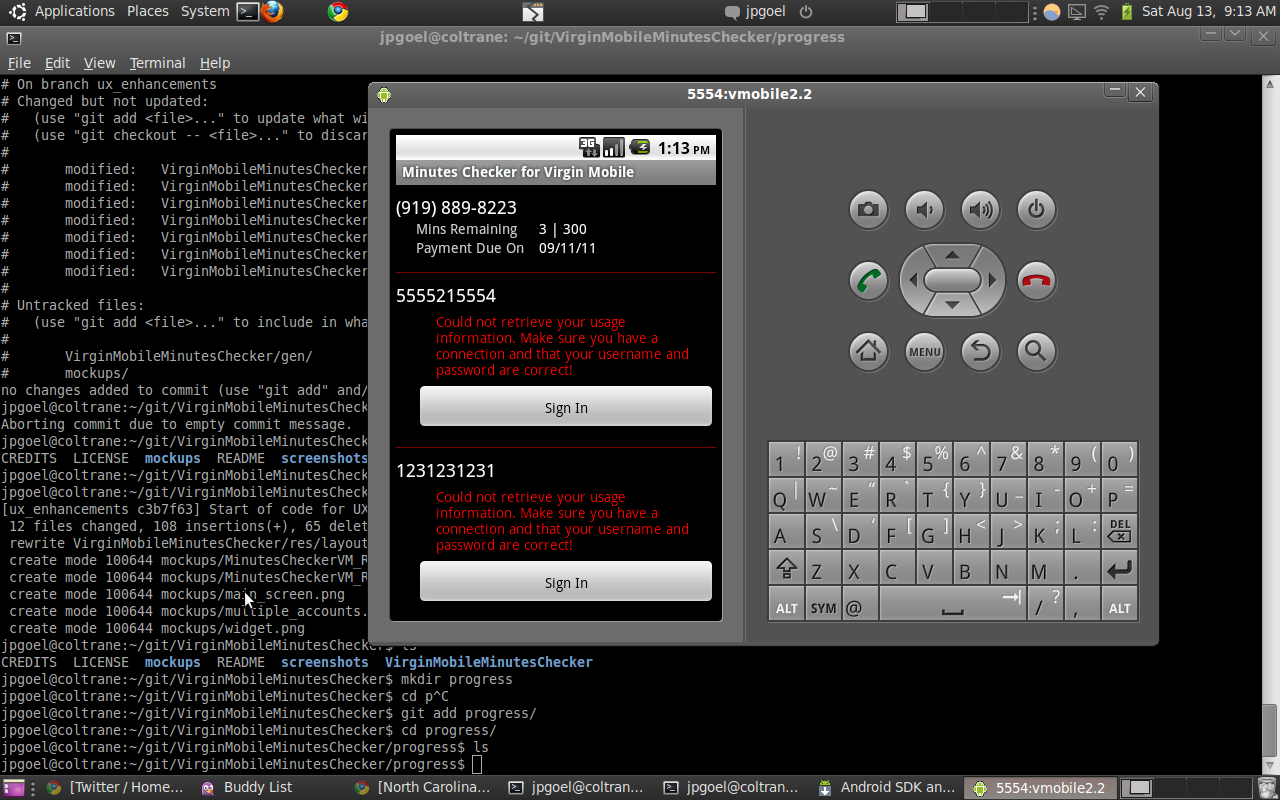 Applications Places System jpgoel Sat Aug 13, 9:13 AM
jpgoel@coltrane: ~/git/VirginMobileMinutesChecker/progress
File Edit View Terminal Help
# On branch ux_enhancements
# Changed but not updated:
# (use "git add <file>..." to update what wi
# (use "git checkout -- <file>..." to discar
#
# modified: VirginMobileMinutesChecker
# modified: VirginMobileMinutesChecker
# modified: VirginMobileMinutesChecker
# modified: VirginMobileMinutesChecker
# modified: VirginMobileMinutesChecker
# modified: VirginMobileMinutesChecker
# modified: VirginMobileMinutesChecker
#
# Untracked files:
# (use "git add <file>..." to include in wha
#
# VirginMobileMinutesChecker/gen/
# mockups/
no changes added to commit (use "git add" and/
jpgoel@coltrane:~/git/VirginMobileMinutesCheck
Aborting commit due to empty commit message.
jpgoel@coltrane:~/git/VirginMobileMinutesCheck
CREDITS LICENSE mockups README screenshots
jpgoel@coltrane:~/git/VirginMobileMinutesCheck
jpgoel@coltrane:~/git/VirginMobileMinutesCheck
[ux_enhancements c3b7f63] Start of code for UX
12 files changed, 108 insertions(+), 65 delet
rewrite VirginMobileMinutesChecker/res/layout
create mode 100644 mockups/MinutesCheckerVM_R
create mode 100644 mockups/MinutesCheckerVM_R
create mode 100644 mockups/main_screen.png
create mode 100644 mockups/multiple_accounts.
create mode 100644 mockups/widget.png
jpgoel@coltrane:~/git/VirginMobileMinutesChecker$ ls
CREDITS LICENSE mockups README screenshots VirginMobileMinutesChecker
jpgoel@coltrane:~/git/VirginMobileMinutesChecker$ mkdir progress
jpgoel@coltrane:~/git/VirginMobileMinutesChecker$ cd p^C
jpgoel@coltrane:~/git/VirginMobileMinutesChecker$ git add progress/
jpgoel@coltrane:~/git/VirginMobileMinutesChecker$ cd progress/
jpgoel@coltrane:~/git/VirginMobileMinutesChecker/progress$ ls
jpgoel@coltrane:~/git/VirginMobileMinutesChecker/progress$
5554:vmobile2.2
3G 1:13 PM
Minutes Checker for Virgin Mobile
(919) 889-8223
Mins Remaining 3 | 300
Payment Due On 09/11/11
5555215554
Could not retrieve your usage
information. Make sure you have a
connection and that your username and
password are correct!
Sign In
1231231231
Could not retrieve your usage
information. Make sure you have a
connection and that your username and
password are correct!
Sign In
MENU
1 ! 2 @ 3 # 4 $ 5 % 6 ^ 7 & 8 * 9 ( 0 )
Q | W ~ E “ R ` T { Y } U _ I - O + P =
A S \ D ‘ F [ G ] H < J > K ; L : DEL
Z X C V B N M .
ALT SYM @ / ? , ALT
[Twitter / Home... Buddy List [North Carolina... jpgoel@coltran... jpgoel@coltran... Android SDK an... 5554:vmobile2.2